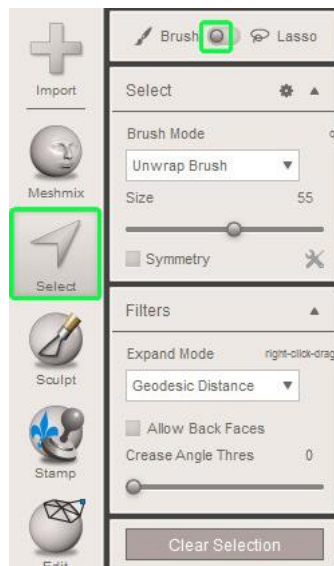 Import
Meshmix
Select
Sculpt
Stamp
Edit
Brush Lasso
Select
Brush Mode
Unwrap Brush
Size 55
Symmetry
Filters
Expand Mode right-click-drag
Geodesic Distance
Allow Back Faces
Crease Angle Thres 0
Clear Selection